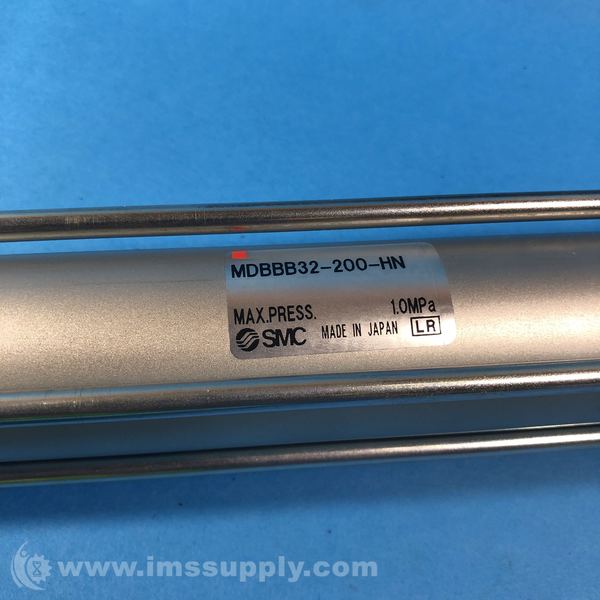 MDBBB32-200-HN
MAX.PRESS. 1.0MPa
SMC MADE IN JAPAN LR
www.imssupply.com